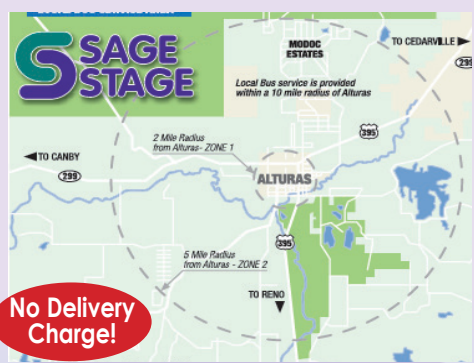 SAGE
STAGE
MODOC
ESTATES
TO CEDARVILLE
299
Local Bus service is provided
within a 10 mile radius of Alturas
395
2 Mile Radius
from Alturas- ZONE 1
TO CANBY
299
ALTURAS
395
5 Mile Radius
from Alturas - ZONE 2
TO RENO
No Delivery
Charge!